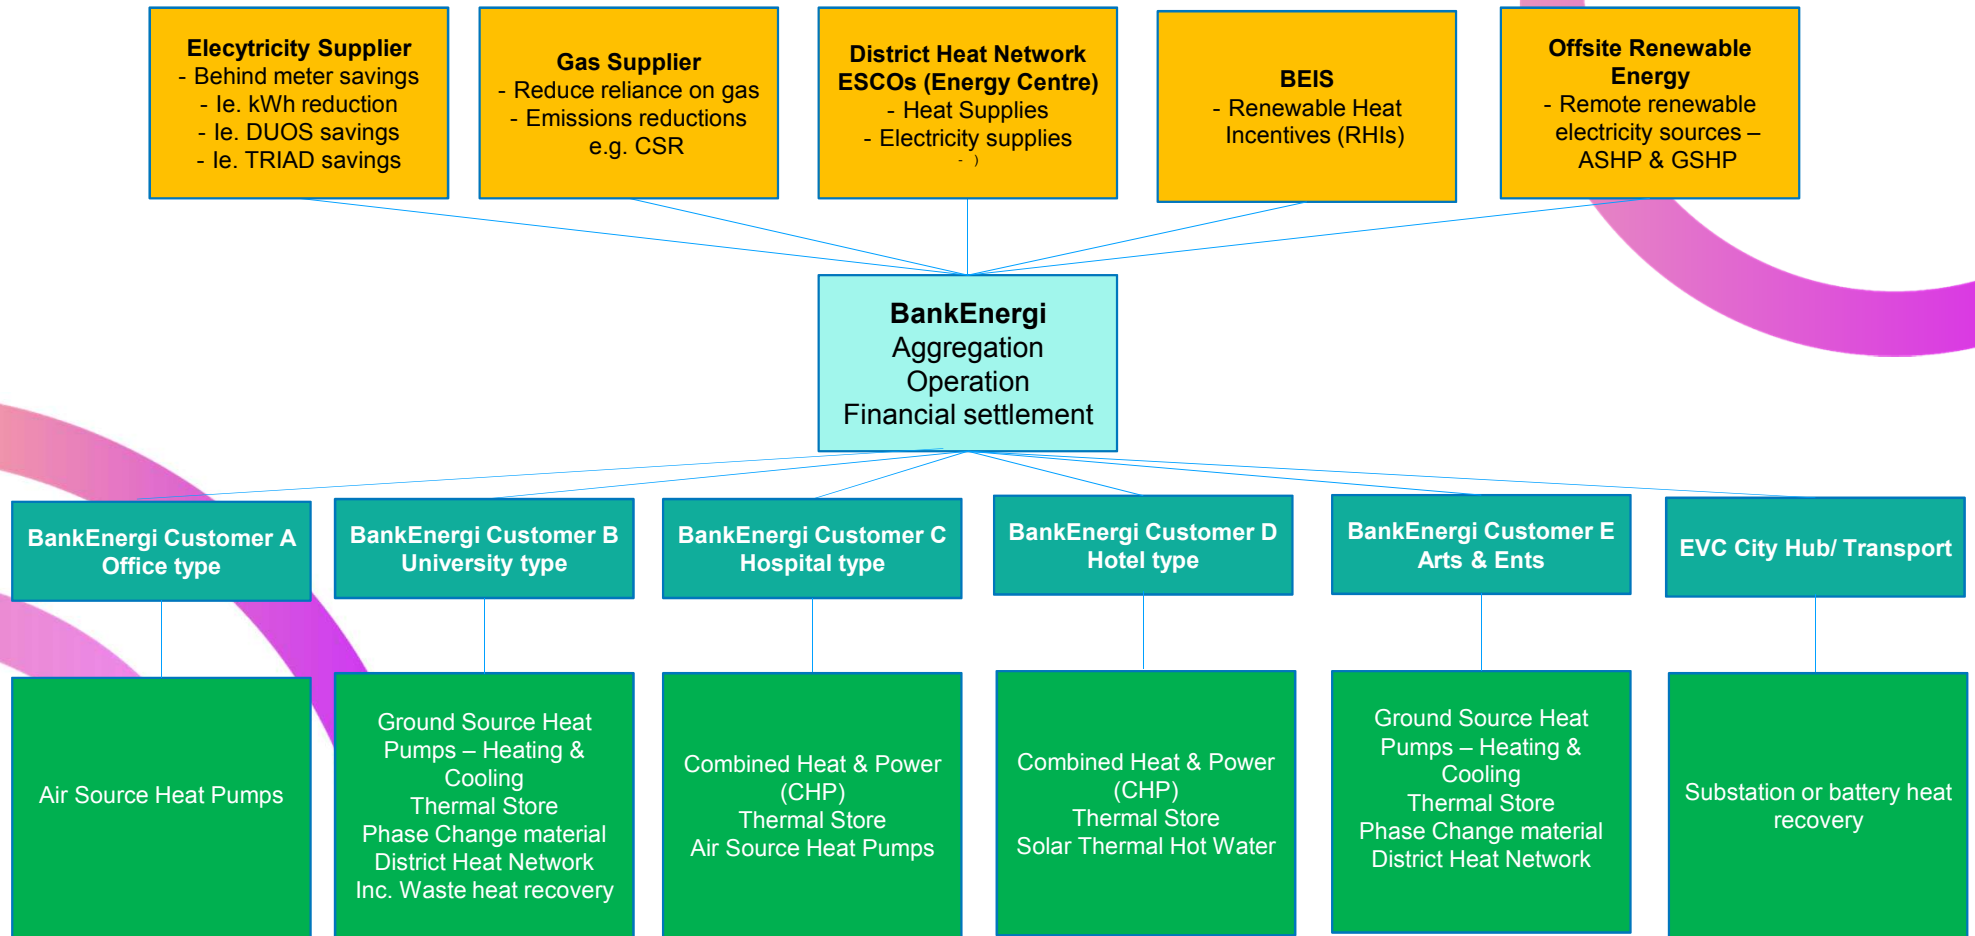 Elecytricity Supplier
- Behind meter savings
- Ie. kWh reduction
- Ie. DUOS savings
- Ie. TRIAD savings
Gas Supplier
- Reduce reliance on gas
- Emissions reductions
e.g. CSR
District Heat Network
ESCOs (Energy Centre)
- Heat Supplies
- Electricity supplies
- )
BEIS
- Renewable Heat
Incentives (RHIs)
Offsite Renewable
Energy
- Remote renewable
electricity sources –
ASHP & GSHP
BankEnergi
Aggregation
Operation
Financial settlement
BankEnergi Customer A
Office type
BankEnergi Customer B
University type
BankEnergi Customer C
Hospital type
BankEnergi Customer D
Hotel type
BankEnergi Customer E
Arts & Ents
EVC City Hub/ Transport
Air Source Heat Pumps
Ground Source Heat
Pumps – Heating &
Cooling
Thermal Store
Phase Change material
District Heat Network
Inc. Waste heat recovery
Combined Heat & Power
(CHP)
Thermal Store
Air Source Heat Pumps
Combined Heat & Power
(CHP)
Thermal Store
Solar Thermal Hot Water
Ground Source Heat
Pumps – Heating &
Cooling
Thermal Store
Phase Change material
District Heat Network
Substation or battery heat
recovery